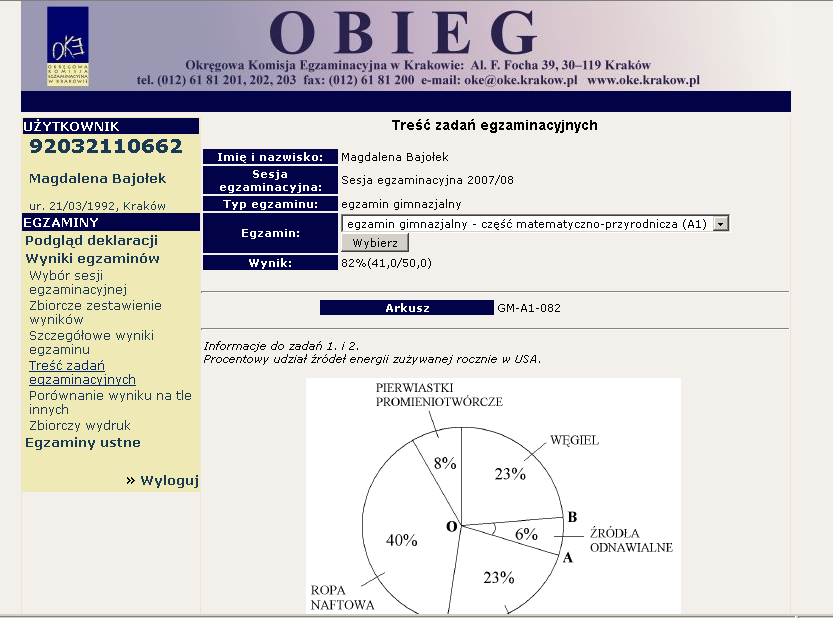 OKE
OKRĘGOWA
KOMISJA
EGZAMINACYJNA
W KRAKOWIE
OBIEG
Okręgowa Komisja Egzaminacyjna w Krakowie: Al. F. Focha 39, 30–119 Kraków
tel. (012) 61 81 201, 202, 203 fax: (012) 61 81 200 e-mail: oke@oke.krakow.pl www.oke.krakow.pl
UŻYTKOWNIK
92032110662
Magdalena Bajołek
ur. 21/03/1992, Kraków
EGZAMINY
Podgląd deklaracji
Wyniki egzaminów
Wybór sesji
egzaminacyjnej
Zbiorcze zestawienie
wyników
Szczegółowe wyniki
egzaminu
Treść zadań
egzaminacyjnych
Porównanie wyniku na tle
innych
Zbiorczy wydruk
Egzaminy ustne
» Wyloguj
Treść zadań egzaminacyjnych
Imię i nazwisko: Magdalena Bajołek
Sesja
egzaminacyjna: Sesja egzaminacyjna 2007/08
Typ egzaminu: egzamin gimnazjalny
Egzamin: egzamin gimnazjalny - część matematyczno-przyrodnicza (A1)
Wybierz
Wynik: 82%(41,0/50,0)
Arkusz GM-A1-082
Informacje do zadań 1. i 2.
Procentowy udział źródeł energii zużywanej rocznie w USA.
PIERWIASTKI
PROMIENIOTWÓRCZE
WĘGIEL
8%
23%
B
O
6%
ŹRÓDŁA
ODNAWIALNE
40%
A
23%
ROPA
NAFTOWA